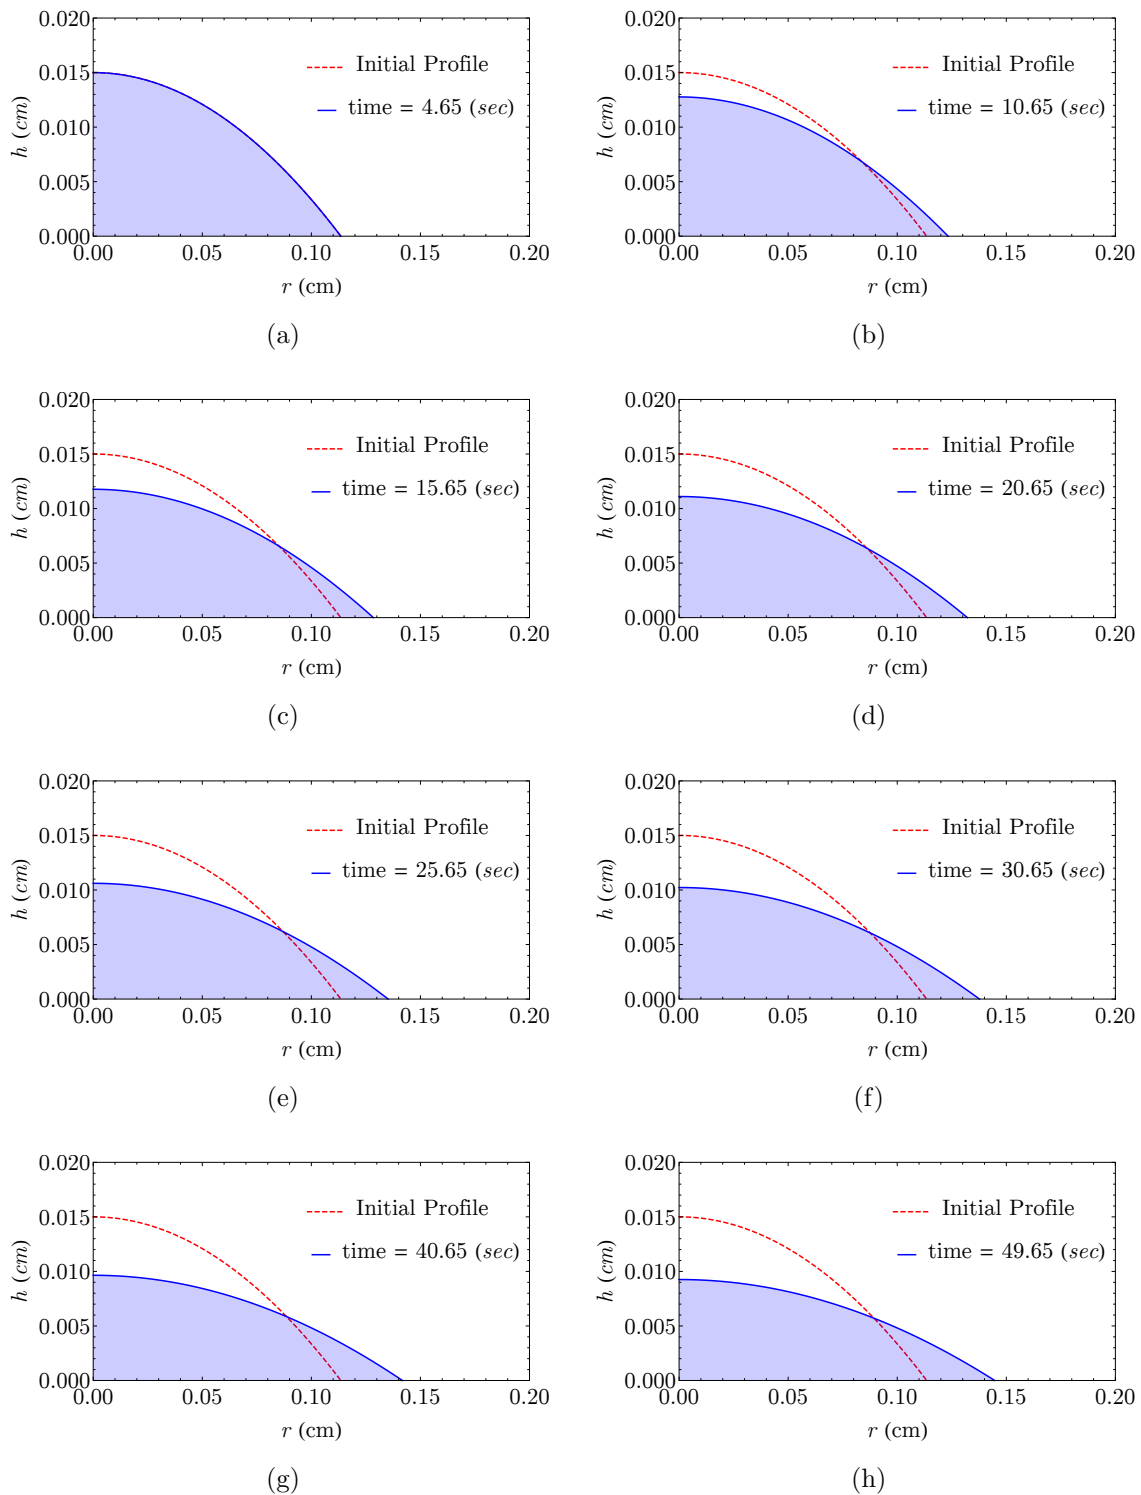 0.020
0.015
0.010
0.005
0.000
h (cm)
Initial Profile
time = 4.65 (sec)
0.00 0.05 0.10 0.15 0.20
r (cm)
(a)
0.020
0.015
0.010
0.005
0.000
h (cm)
Initial Profile
time = 10.65 (sec)
0.00 0.05 0.10 0.15 0.20
r (cm)
(b)
0.020
0.015
0.010
0.005
0.000
h (cm)
Initial Profile
time = 15.65 (sec)
0.00 0.05 0.10 0.15 0.20
r (cm)
(c)
0.020
0.015
0.010
0.005
0.000
h (cm)
Initial Profile
time = 20.65 (sec)
0.00 0.05 0.10 0.15 0.20
r (cm)
(d)
0.020
0.015
0.010
0.005
0.000
h (cm)
Initial Profile
time = 25.65 (sec)
0.00 0.05 0.10 0.15 0.20
r (cm)
(e)
0.020
0.015
0.010
0.005
0.000
h (cm)
Initial Profile
time = 30.65 (sec)
0.00 0.05 0.10 0.15 0.20
r (cm)
(f)
0.020
0.015
0.010
0.005
0.000
h (cm)
Initial Profile
time = 40.65 (sec)
0.00 0.05 0.10 0.15 0.20
r (cm)
(g)
0.020
0.015
0.010
0.005
0.000
h (cm)
Initial Profile
time = 49.65 (sec)
0.00 0.05 0.10 0.15 0.20
r (cm)
(h)